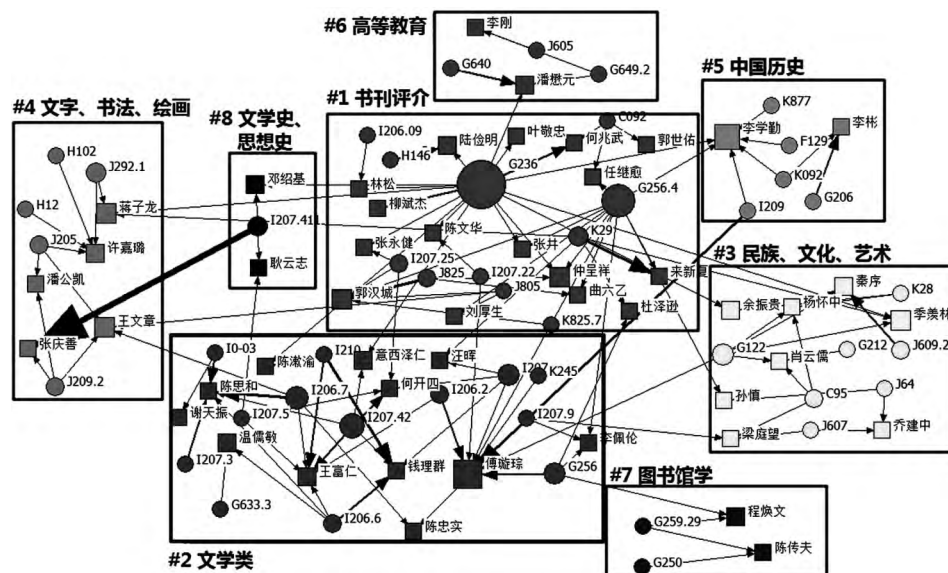 #6 高等教育
李刚
J605
G640
G649.2
潘懋元
#5 中国历史
K877
李学勤
李彬
F129
K092
G206
I209
#4 文字、书法、绘画
H102
J292.1
H12
蒋子龙
J205
许嘉璐
潘公凯
王文章
张庆善
J209.2
#8 文学史、
思想史
邓绍基
I207.411
耿云志
#1 书刊评介
I206.09
陆俭明
叶敬忠
何兆武
C092
郭世佑
H146
G236
林松
任继愈
柳斌杰
G256.4
陈文华
K29
张永健
张井
I207.25
仲呈祥
来新夏
J825
I207.22
郭汉城
J805
曲六乙
杜泽逊
刘厚生
K825.7
#3 民族、文化、艺术
秦序
K28
余振贵
杨怀中
季羡林
G122
G212
J609.2
肖云儒
孙慎
C95
J64
梁庭望
J607
乔建中
I0-03
陈漱渝
I210
意西泽仁
汪晖
K245
陈思和
I206.7
何开四
I206.2
谢天振
I207.5
I207.42
I207.9
温儒敏
李佩伦
I207.3
王富仁
钱理群
傅璇琮
G256
G633.3
I206.6
陈忠实
#2 文学类
#7 图书馆学
程焕文
G259.29
陈传夫
G250